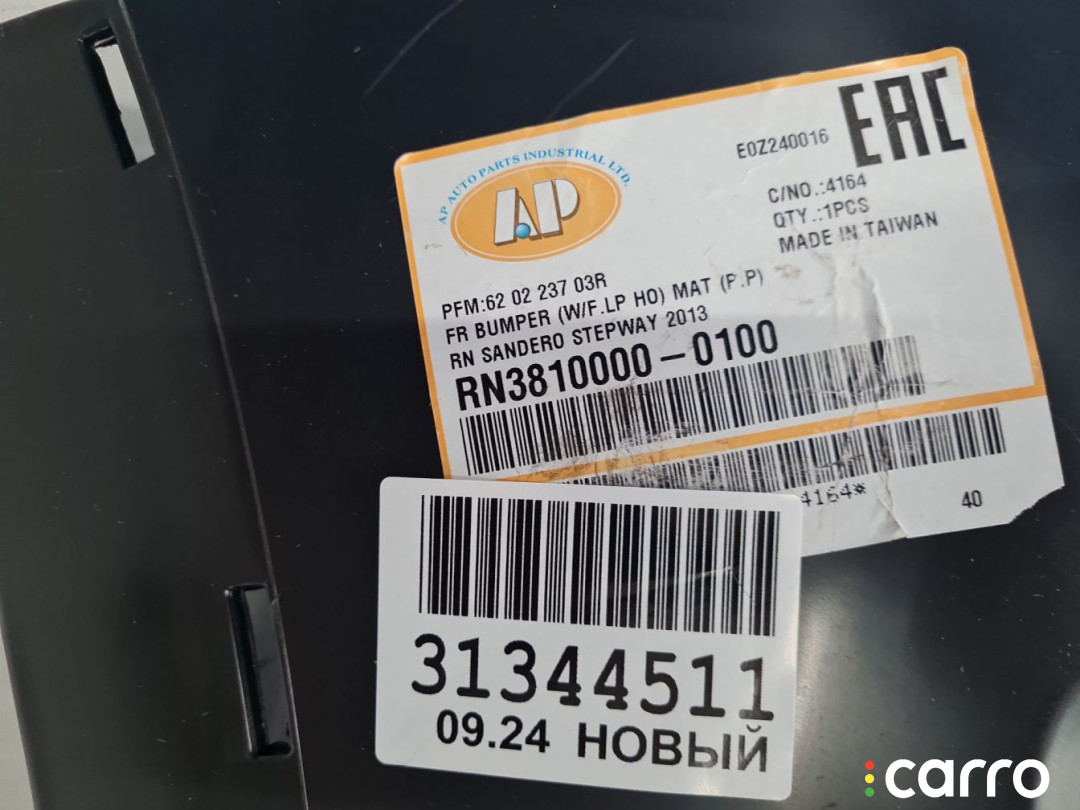 AP AUTO PARTS INDUSTRIAL LTD.
AP
E0Z240016
EAC
C/NO.:4164
QTY.:1PCS
MADE IN TAIWAN
PFM:62 02 237 03R
FR BUMPER (W/F.LP HO) MAT (P.P)
RN SANDERO STEPWAY 2013
RN3810000-0100
4164*
40
31344511
09.24 НОВЫЙ
carro